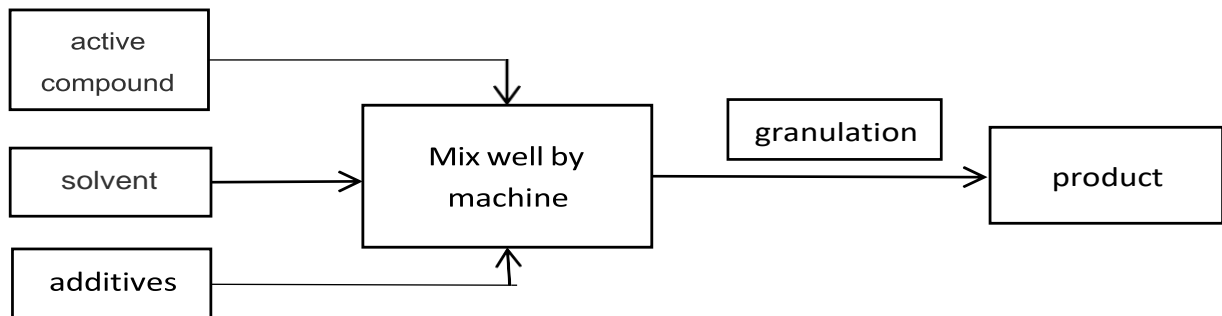 active
compound
solvent
additives
Mix well by
machine
granulation
product